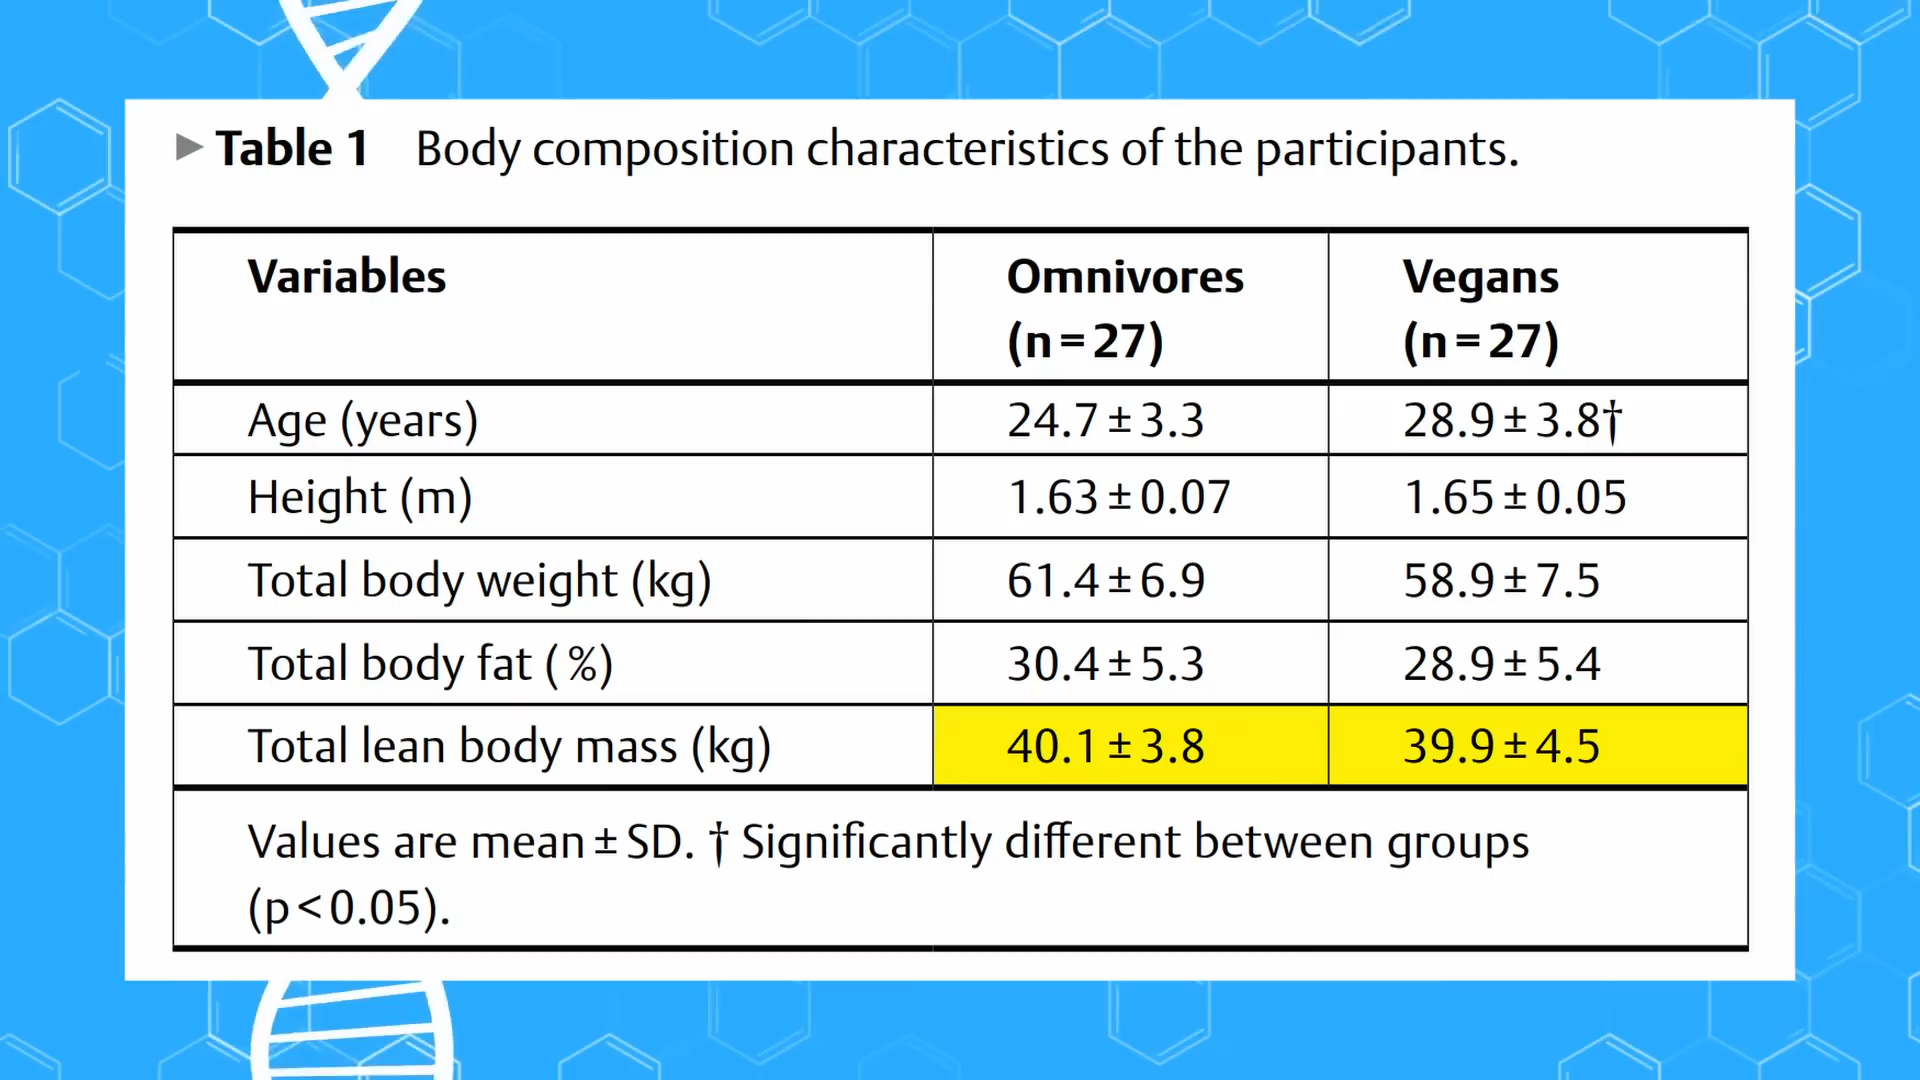 ▶ Table 1 Body composition characteristics of the participants.
Variables Omnivores Vegans
(n = 27) (n = 27)
Age (years) 24.7 ± 3.3 28.9 ± 3.8†
Height (m) 1.63 ± 0.07 1.65 ± 0.05
Total body weight (kg) 61.4 ± 6.9 58.9 ± 7.5
Total body fat ( %) 30.4 ± 5.3 28.9 ± 5.4
Total lean body mass (kg) 40.1 ± 3.8 39.9 ± 4.5
Values are mean ± SD. † Significantly different between groups
(p < 0.05).